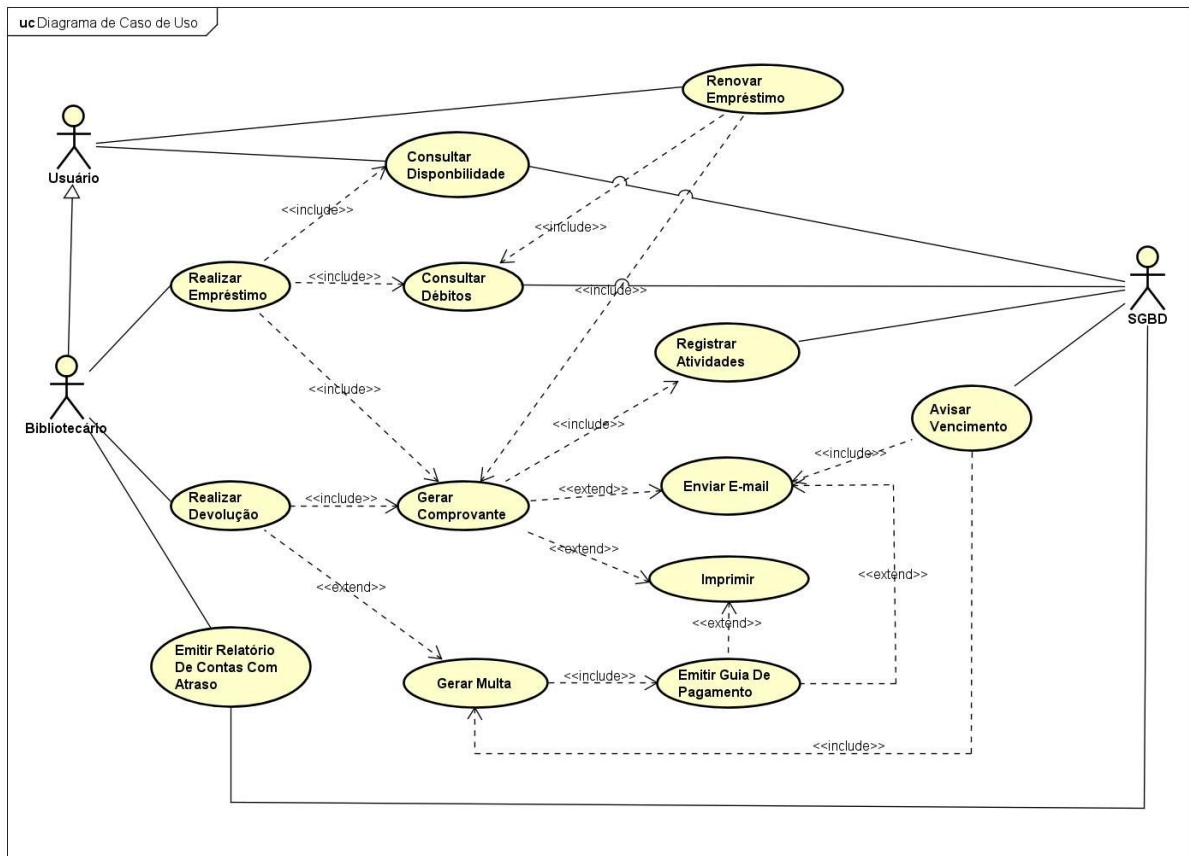 uc Diagrama de Caso de Uso
Renovar
Empréstimo
Usuário
Consultar
Disponbilidade
<<include>>
<<include>>
Realizar
Empréstimo
<<include>>
Consultar
Débitos
<<include>>
SGBD
Registrar
Atividades
<<include>>
Bibliotecário
Avisar
Vencimento
<<include>>
<<include>>
Realizar
Devolução
<<include>>
Gerar
Comprovante
<<extend>>
Enviar E-mail
<<extend>>
Imprimir
<<extend>>
<<extend>>
<<extend>>
Emitir Relatório
De Contas Com
Atraso
Gerar Multa
<<include>>
Emitir Guia De
Pagamento
<<include>>